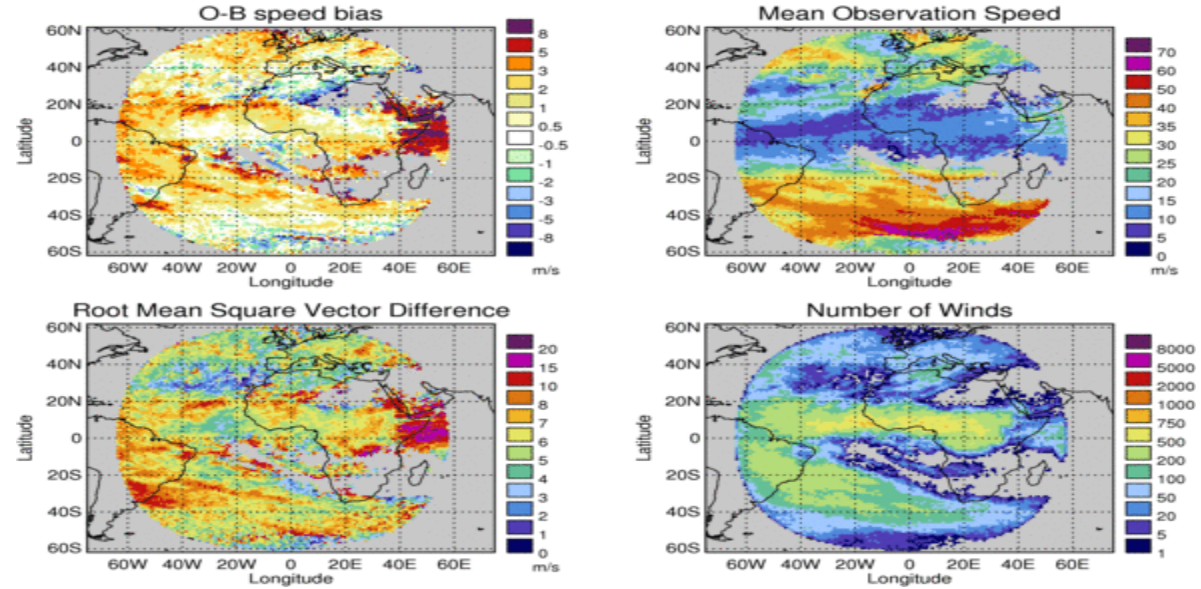 O-B speed bias
60N
40N
20N
0
20S
40S
60S
Latitude
60W 40W 20W 0 20E 40E 60E
Longitude
8
5
3
2
1
0.5
-0.5
-1
-2
-3
-5
-8
m/s
Mean Observation Speed
60N
40N
20N
0
20S
40S
60S
Latitude
60W 40W 20W 0 20E 40E 60E
Longitude
70
60
50
40
35
30
25
20
15
10
5
0
m/s
Root Mean Square Vector Difference
60N
40N
20N
0
20S
40S
60S
Latitude
60W 40W 20W 0 20E 40E 60E
Longitude
20
15
10
8
7
6
5
4
3
2
1
0
m/s
Number of Winds
60N
40N
20N
0
20S
40S
60S
Latitude
60W 40W 20W 0 20E 40E 60E
Longitude
8000
5000
2000
1000
750
500
200
100
50
20
5
1